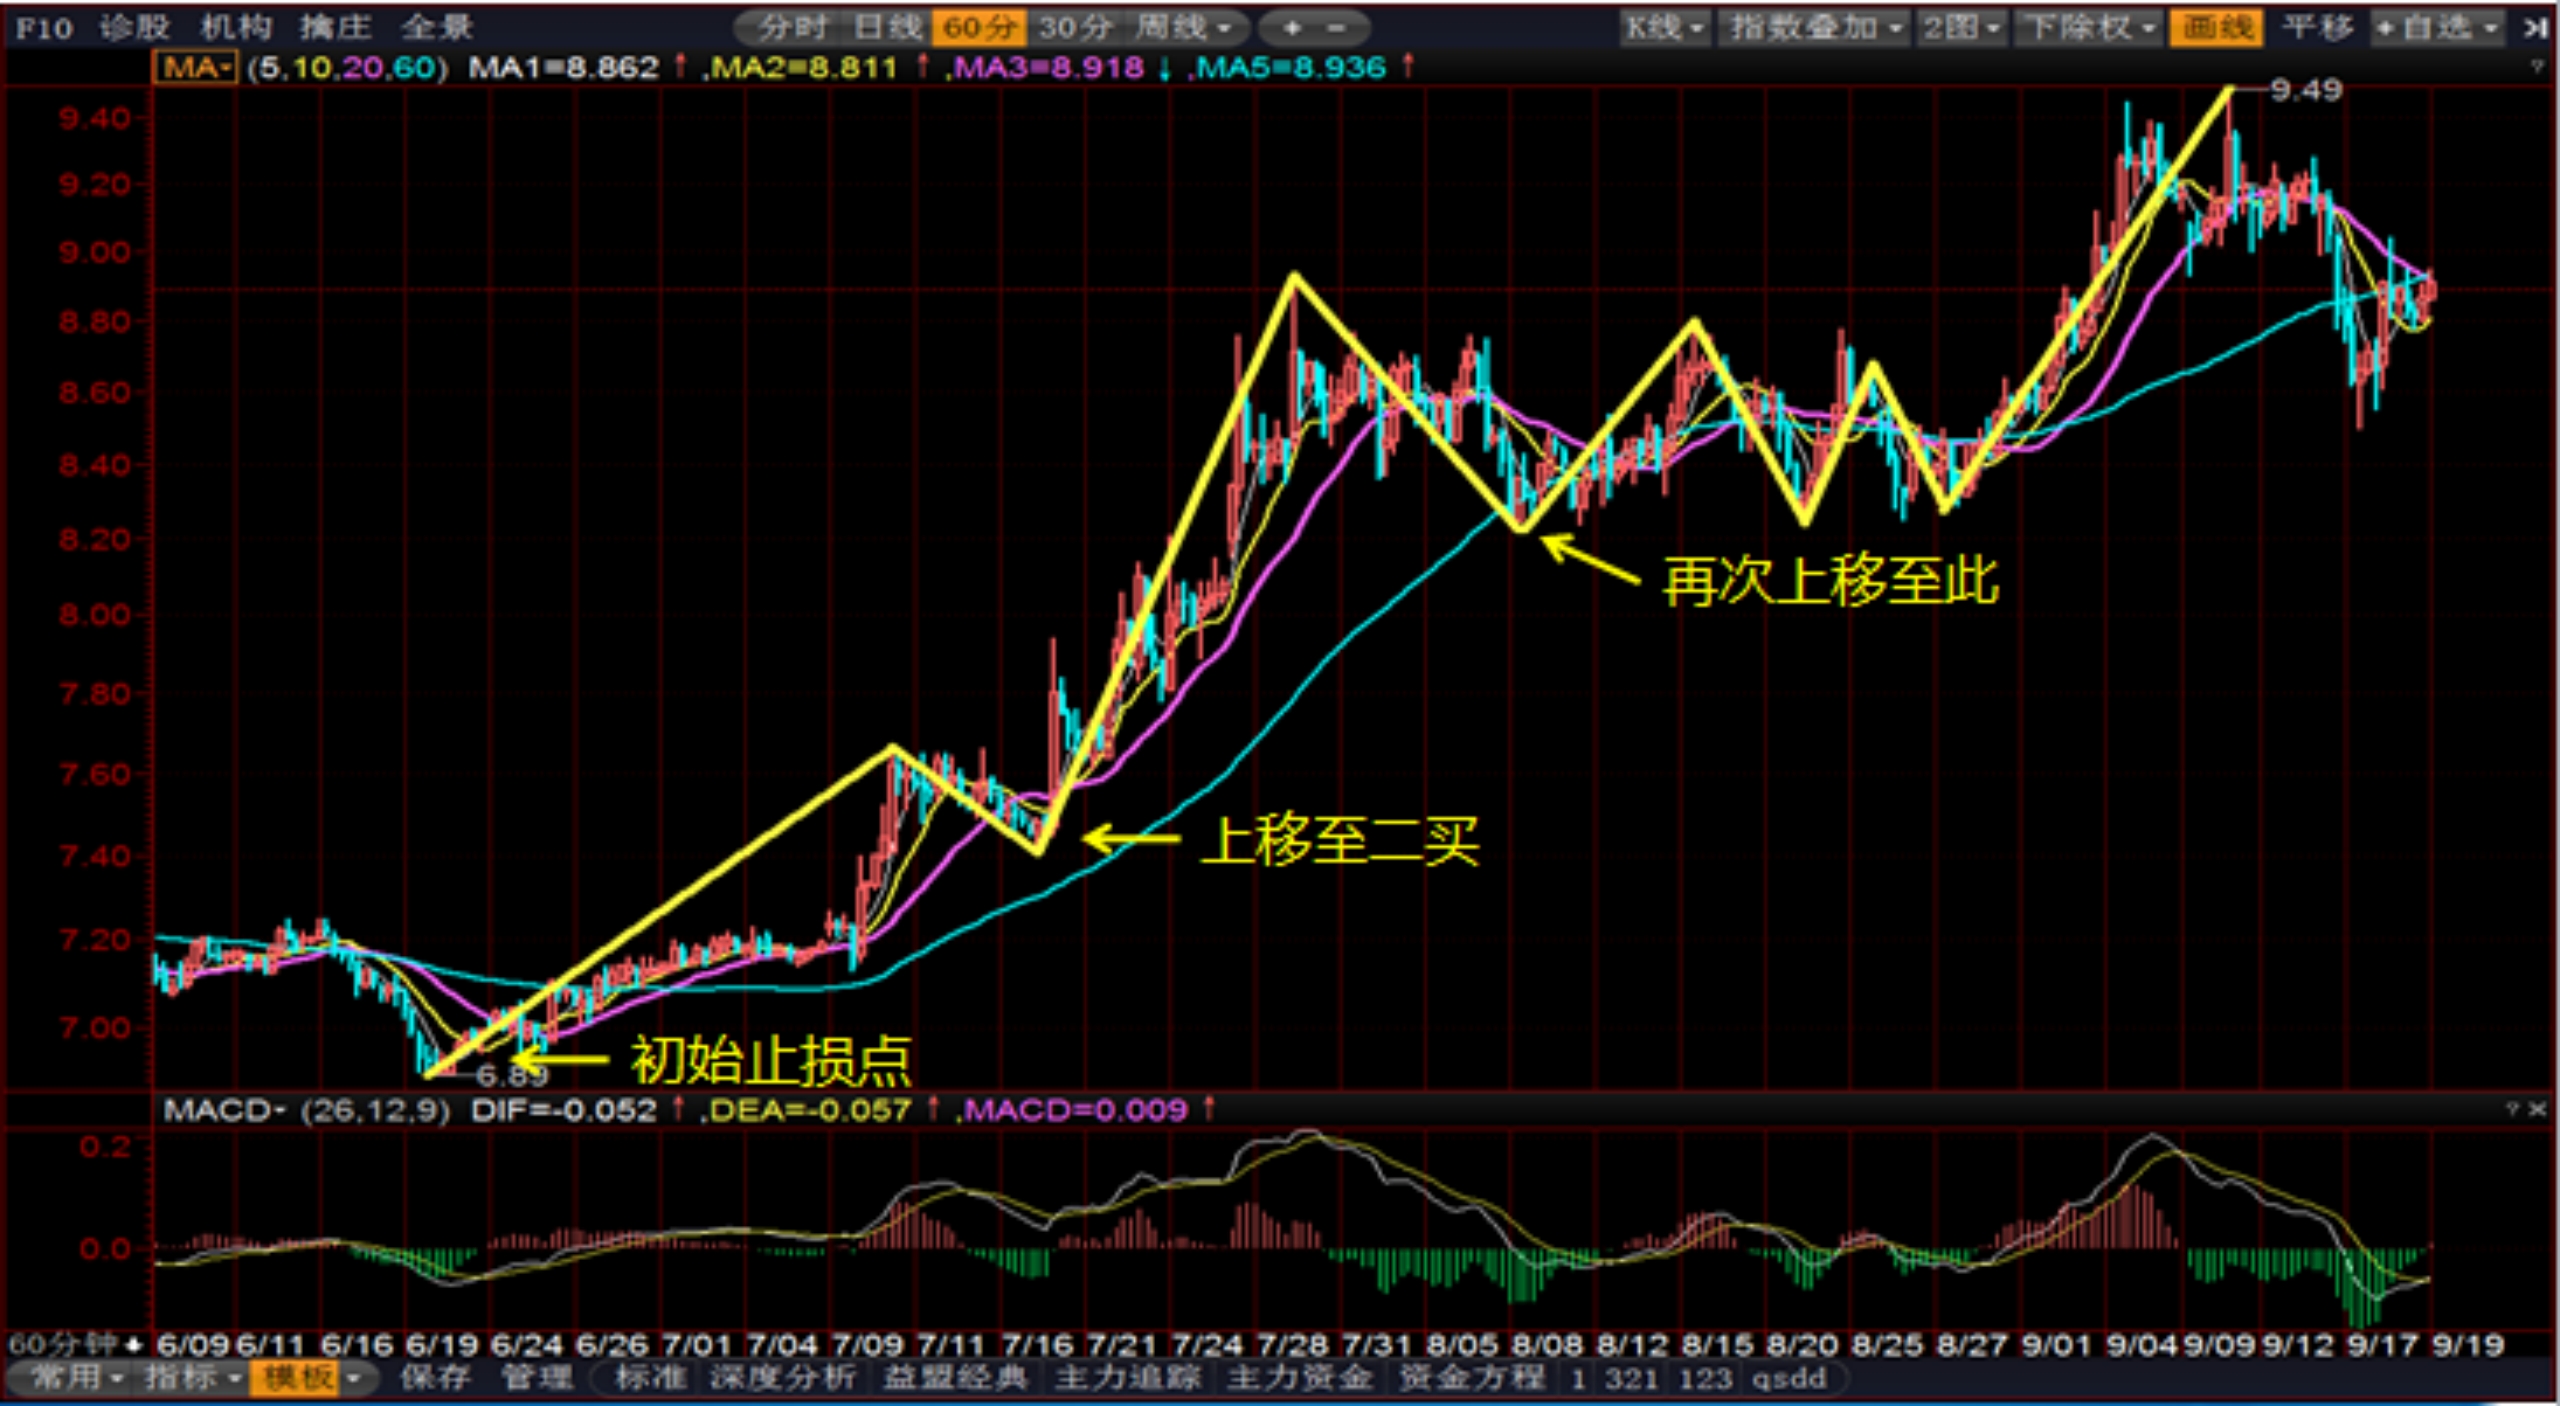 F10 诊股 机构 擒庄 全景 分时 日线 60分 30分 周线 + - K线 指数叠加 2图 下除权 画线 平移 +自选
MA (5,10,20,60) MA1=8.862 ↑ ,MA2=8.811 ↑ ,MA3=8.918 ↓ ,MA5=8.936 ↑ ?
9.49
9.40
9.20
9.00
8.80
8.60
8.40
8.20
再次上移至此
8.00
7.80
7.60
7.40
上移至二买
7.20
7.00
初始止损点
6.89
MACD (26,12,9) DIF=-0.052 ↑ ,DEA=-0.057 ↑ ,MACD=0.009 ↑ ? ×
0.2
0.0
60分钟 6/09 6/11 6/16 6/19 6/24 6/26 7/01 7/04 7/09 7/11 7/16 7/21 7/24 7/28 7/31 8/05 8/08 8/12 8/15 8/20 8/25 8/27 9/01 9/04 9/09 9/12 9/17 9/19
常用 指标 模板 保存 管理 标准 深度分析 益盟经典 主力追踪 主力资金 资金方程 1 321 123 qsdd